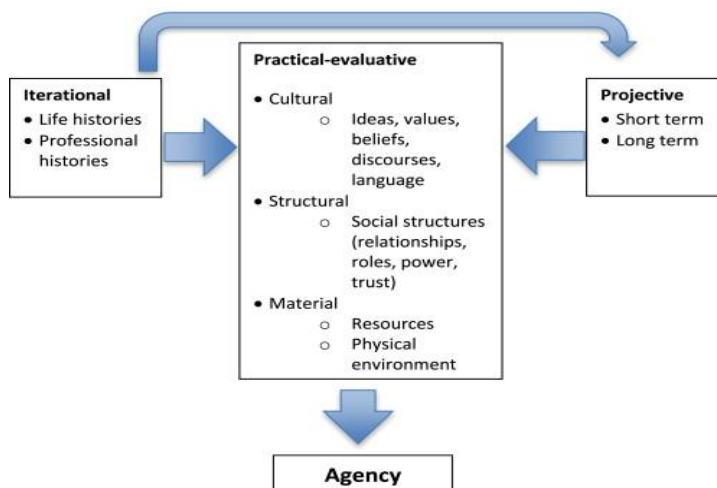 Iterational
• Life histories
• Professional
histories
Practical-evaluative
• Cultural
o Ideas, values,
beliefs,
discourses,
language
• Structural
o Social structures
(relationships,
roles, power,
trust)
• Material
o Resources
o Physical
environment
Projective
• Short term
• Long term
Agency